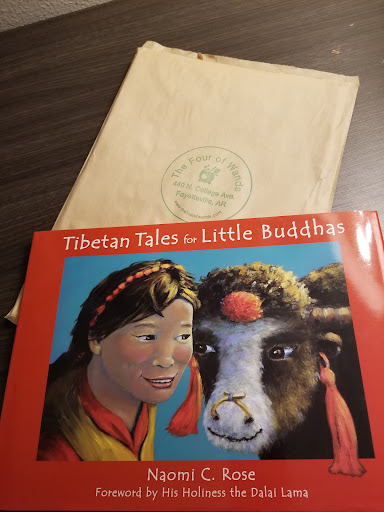 The Four of Wands
440 N. College Ave.
Fayetteville, AR
Tibetan Tales for Little Buddhas
Naomi C. Rose
Foreword by His Holiness the Dalai Lama